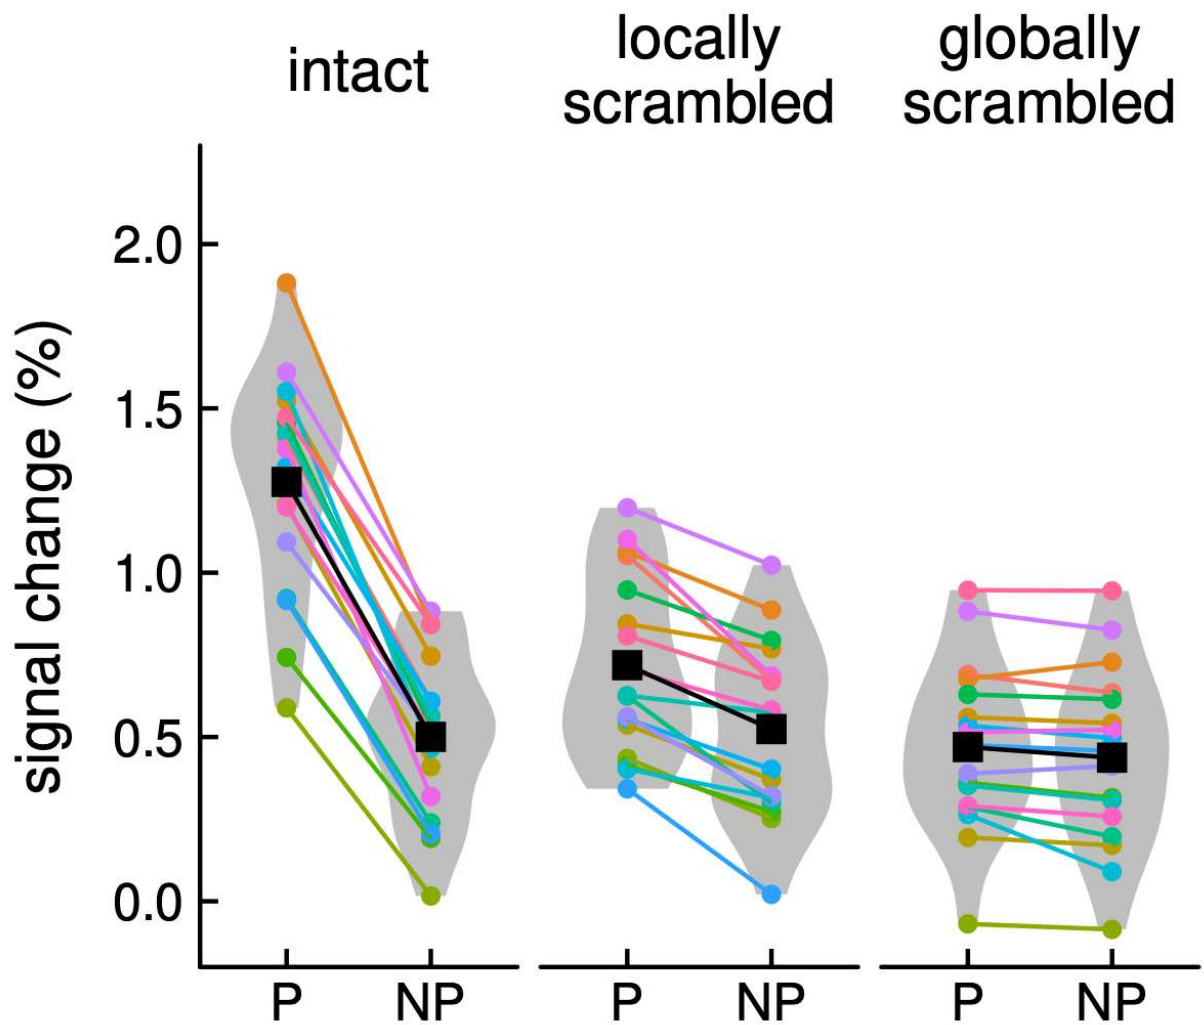 intact
locally
scrambled
globally
scrambled
signal change (%)
2.0
1.5
1.0
0.5
0.0
P NP P NP P NP